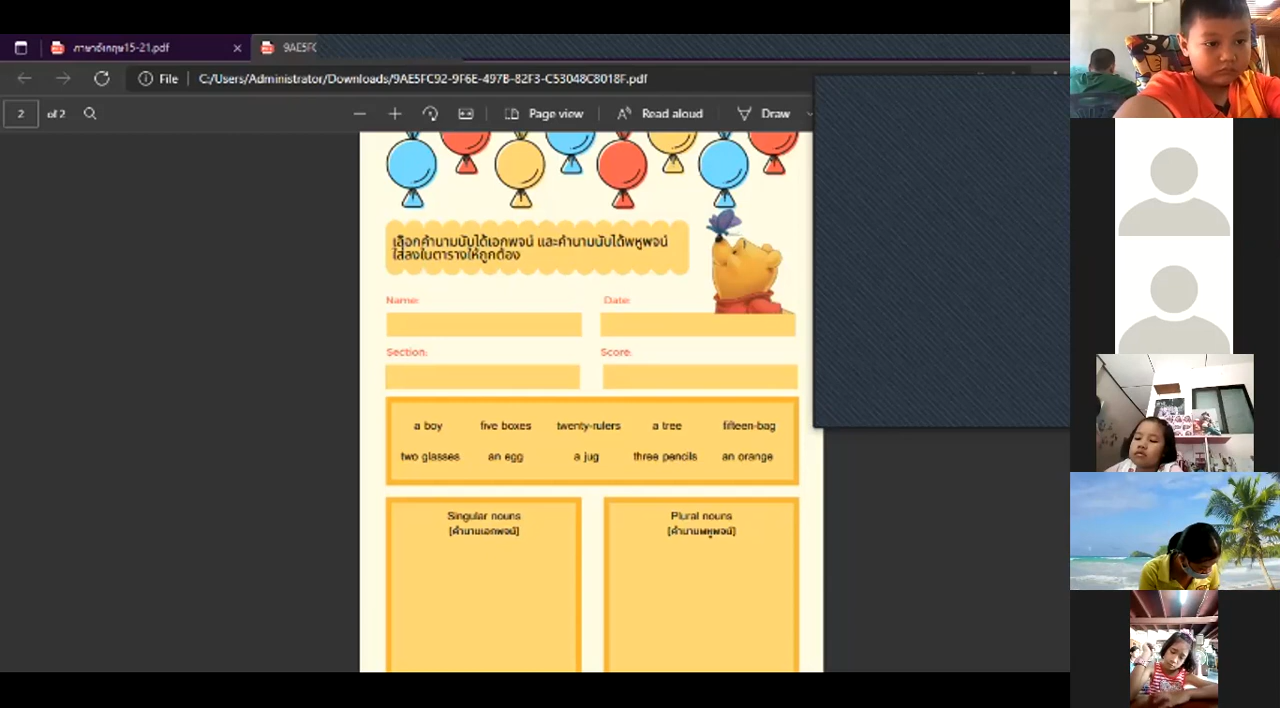 ภาษาอังกฤษ15-21.pdf
9AE5FC
File
C:/Users/Administrator/Downloads/9AE5FC92-9F6E-497B-82F3-C53048C8018F.pdf
2 of 2
Page view
Read aloud
Draw
เลือกคำนามนับได้เอกพจน์ และคำนามนับได้พหูพจน์
ใส่ลงในตารางให้ถูกต้อง
Name:
Date:
Section:
Score:
a boy five boxes twenty-rulers a tree fifteen-bag
two glasses an egg a jug three pencils an orange
Singular nouns
[คำนามเอกพจน์]
Plural nouns
[คำนามพหูพจน์]